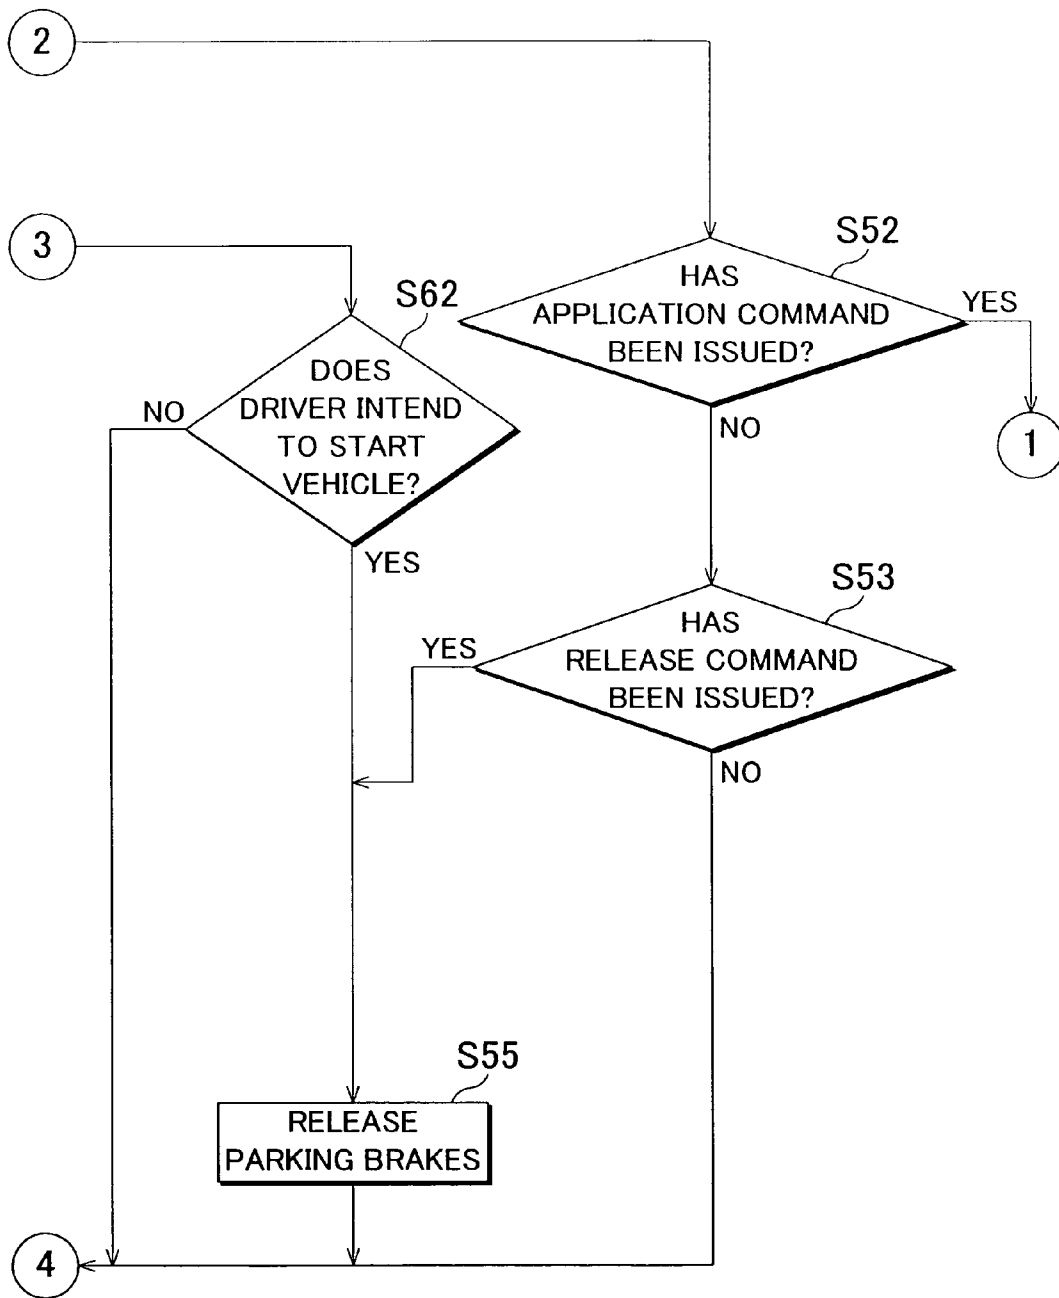 2
3
S52
HAS
APPLICATION COMMAND
BEEN ISSUED?
YES
NO
1
S62
DOES
DRIVER INTEND
TO START
VEHICLE?
NO
YES
S53
HAS
RELEASE COMMAND
BEEN ISSUED?
YES
NO
S55
RELEASE
PARKING BRAKES
4